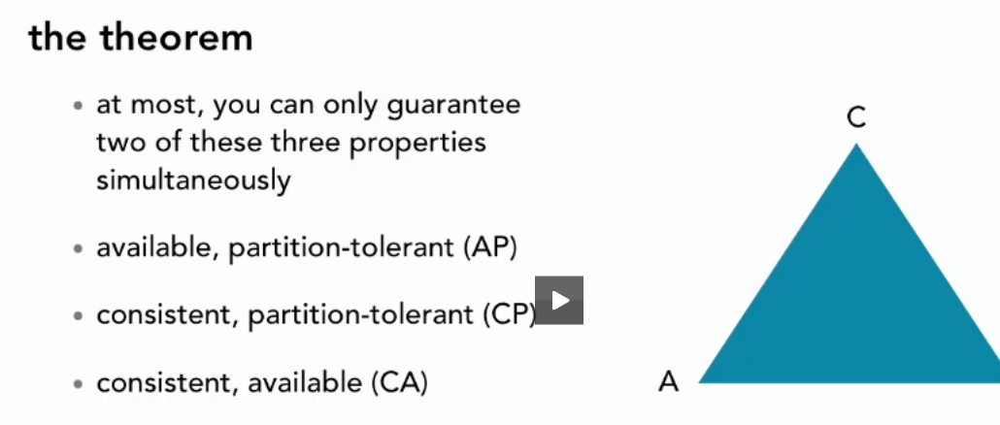 the theorem
• at most, you can only guarantee
two of these three properties
simultaneously
• available, partition-tolerant (AP)
• consistent, partition-tolerant (CP)
• consistent, available (CA)
C
A